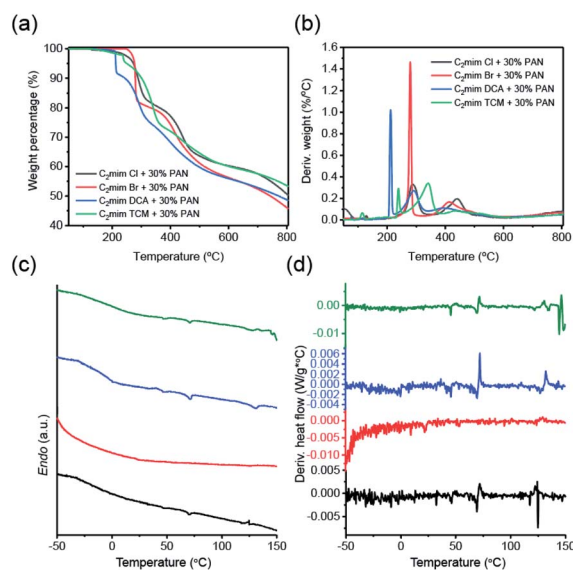 (a)
Weight percentage (%)
100
90
80
70
60
50
40
C₂mim Cl + 30% PAN
C₂mim Br + 30% PAN
C₂mim DCA + 30% PAN
C₂mim TCM + 30% PAN
0 200 400 600 800
Temperature (ºC)
(b)
Deriv. weight (%/ºC)
1.6
1.4
1.2
1.0
0.8
0.6
0.4
0.2
0.0
C₂mim Cl + 30% PAN
C₂mim Br + 30% PAN
C₂mim DCA + 30% PAN
C₂mim TCM + 30% PAN
0 200 400 600 800
Temperature (ºC)
(c)
Endo (a.u.)
-50 0 50 100 150
Temperature (ºC)
(d)
Deriv. heat flow (W/g*ºC)
0.00
-0.01
0.006
0.004
0.002
0.000
-0.002
-0.004
0.000
-0.005
-0.010
0.005
0.000
-0.005
-50 0 50 100 150
Temperature (ºC)